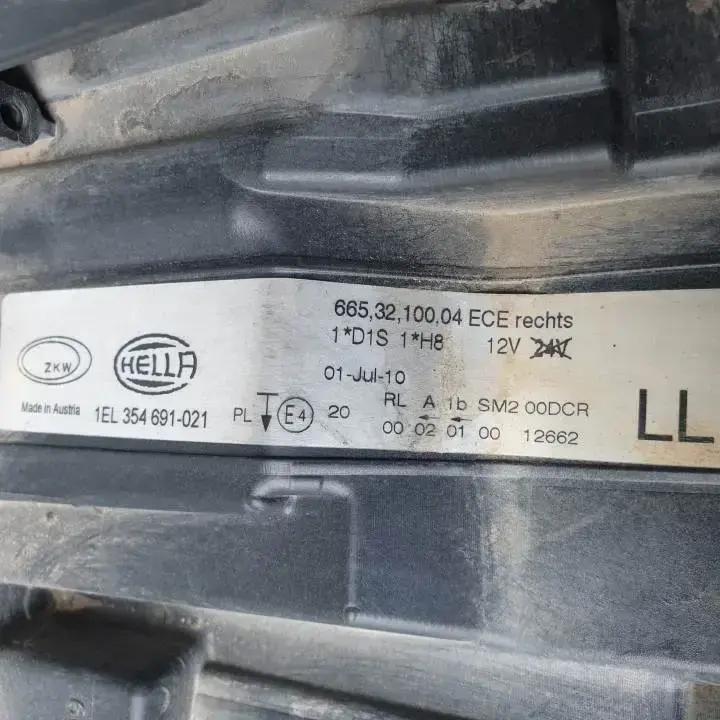 665,32,100,04 ECE rechts
1*D1S 1*H8 12V 24V
ZKW
HELLA
01-Jul-10
Made in Austria
1EL 354 691-021
PL E4 20
RL A 1b SM2 00DCR
00 02 01 00 12662
LL